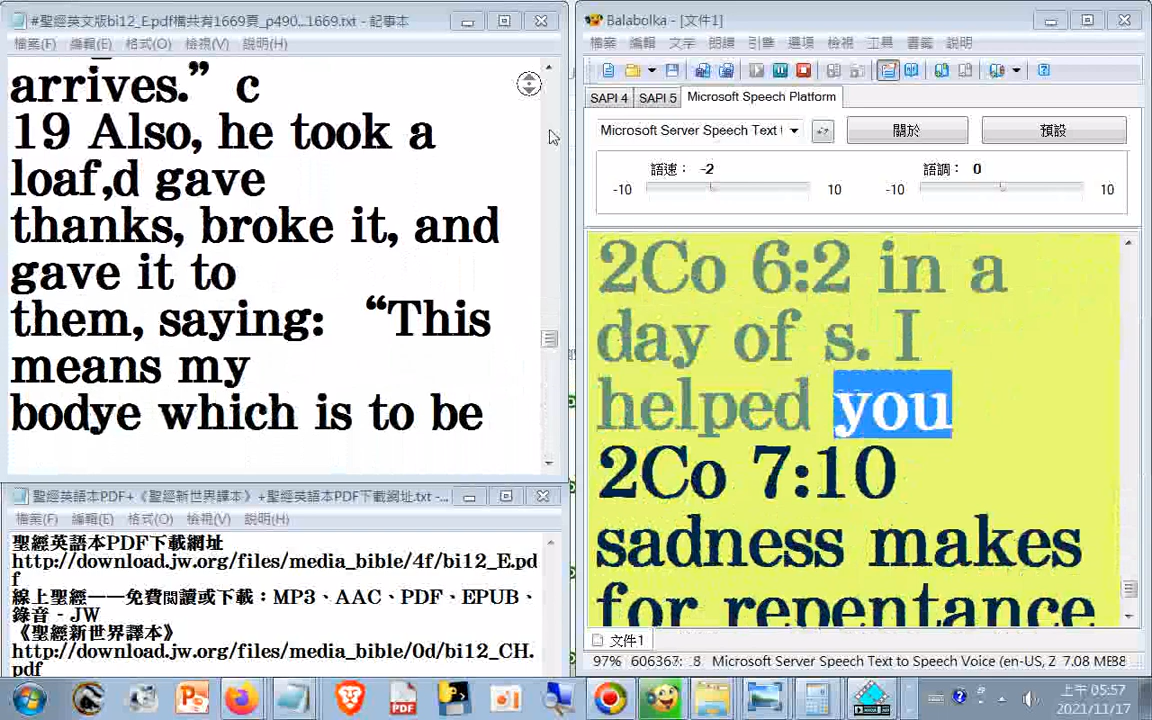 #聖經英文版bi12_E.pdf檔共有1669頁_p490...1669.txt - 記事本
檔案(F) 編輯(E) 格式(O) 檢視(V) 說明(H)
arrives.” c
19 Also, he took a
loaf,d gave
thanks, broke it, and
gave it to
them, saying: “This
means my
bodye which is to be
聖經英語本PDF+《聖經新世界譯本》+聖經英語本PDF下載網址.txt -...
檔案(F) 編輯(E) 格式(O) 檢視(V) 說明(H)
聖經英語本PDF下載網址
http://download.jw.org/files/media_bible/4f/bi12_E.pd
f
線上聖經——免費閱讀或下載：MP3、AAC、PDF、EPUB、
錄音 - JW
《聖經新世界譯本》
http://download.jw.org/files/media_bible/0d/bi12_CH.
pdf
Balabolka - [文件1]
檔案 編輯 文字 朗讀 引擎 選項 檢視 工具 書籤 說明
SAPI 4 SAPI 5 Microsoft Speech Platform
Microsoft Server Speech Text 關於 預設
語速： -2 語調： 0
-10 10 -10 10
2Co 6:2 in a
day of s. I
helped you
2Co 7:10
sadness makes
for repentance
文件1
97% Microsoft Server Speech Text to Speech Voice (en-US, Z 7.08 MB
上午 05:57
2021/11/17